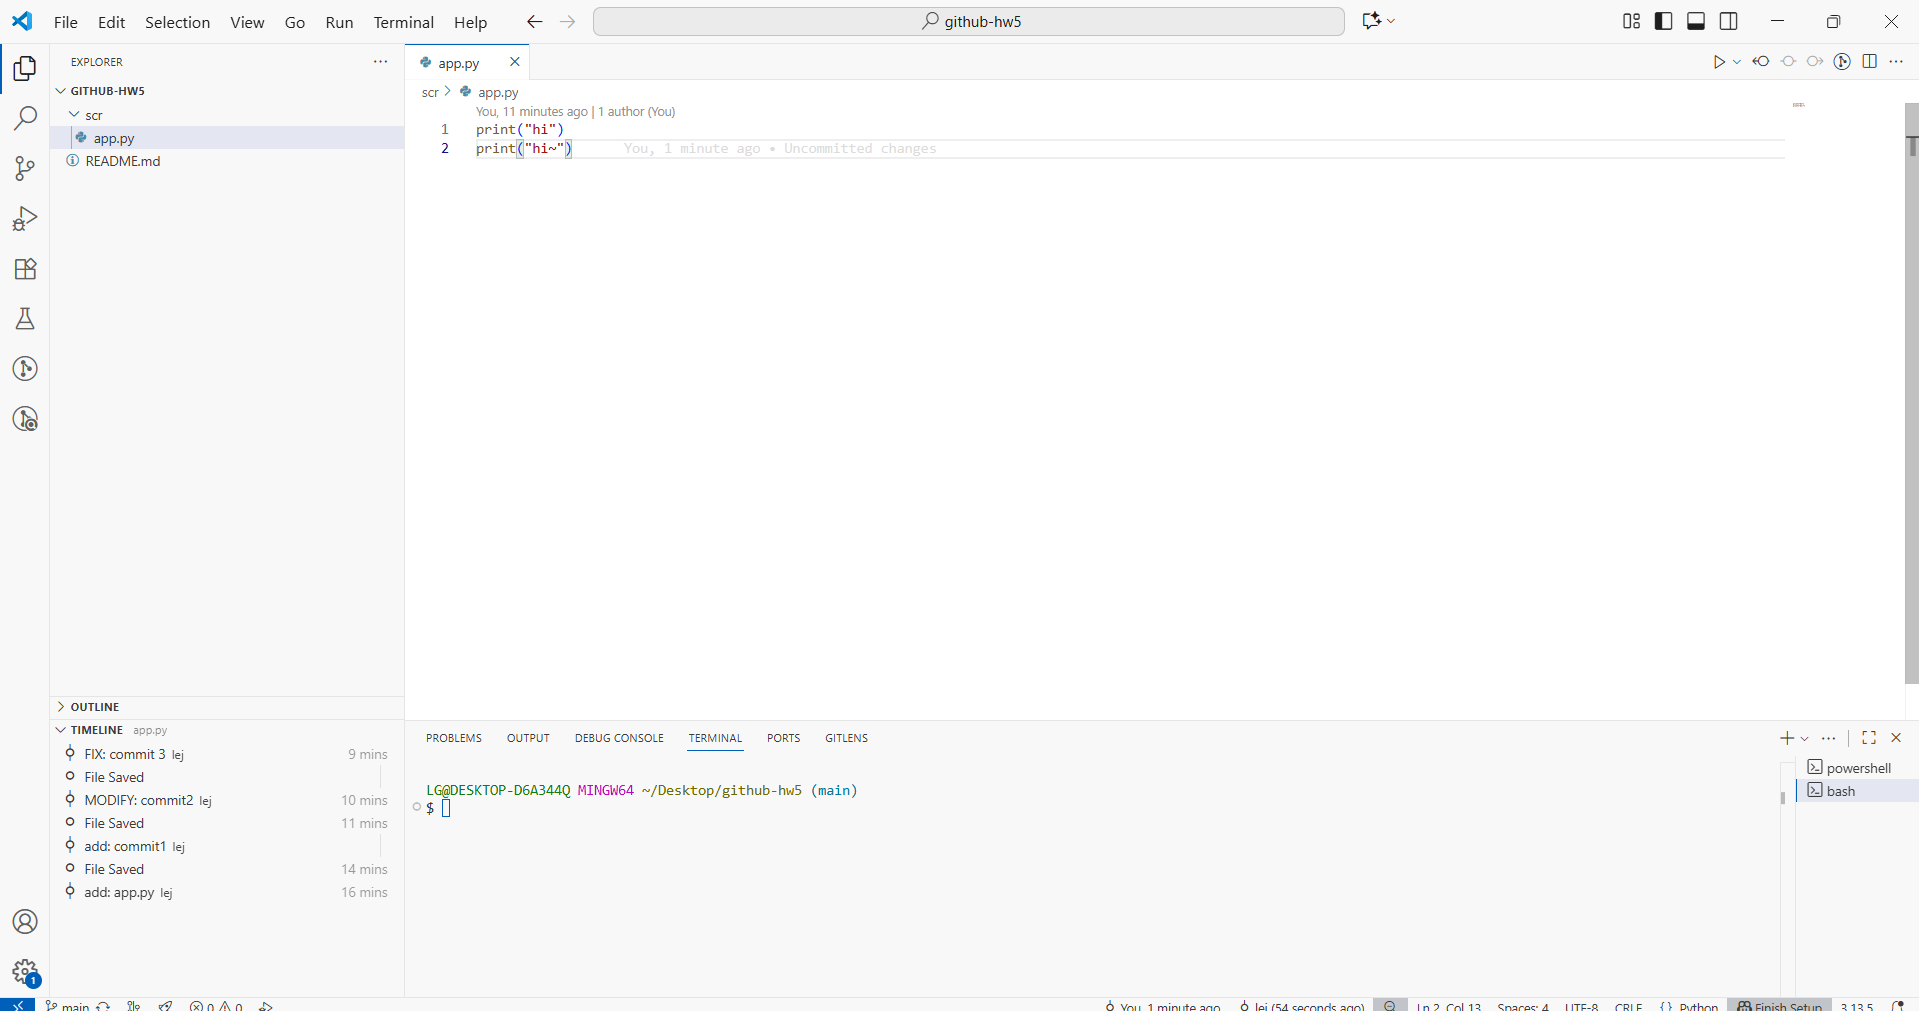 File Edit Selection View Go Run Terminal Help
github-hw5
EXPLORER
GITHUB-HW5
scr
app.py
README.md
OUTLINE
TIMELINE app.py
FIX: commit 3 lej 9 mins
File Saved
MODIFY: commit2 lej 10 mins
File Saved 11 mins
add: commit1 lej
File Saved 14 mins
add: app.py lej 16 mins
1
app.py
scr > app.py
You, 11 minutes ago | 1 author (You)
1 print("hi")
2 print("hi~") You, 1 minute ago • Uncommitted changes
PROBLEMS OUTPUT DEBUG CONSOLE TERMINAL PORTS GITLENS
LG@DESKTOP-D6A344Q MINGW64 ~/Desktop/github-hw5 (main)
$
powershell
bash
main 0 0 You, 1 minute ago lej (54 seconds ago) Ln 2, Col 13 Spaces: 4 UTF-8 CRLF {} Python Finish Setup 3.13.5